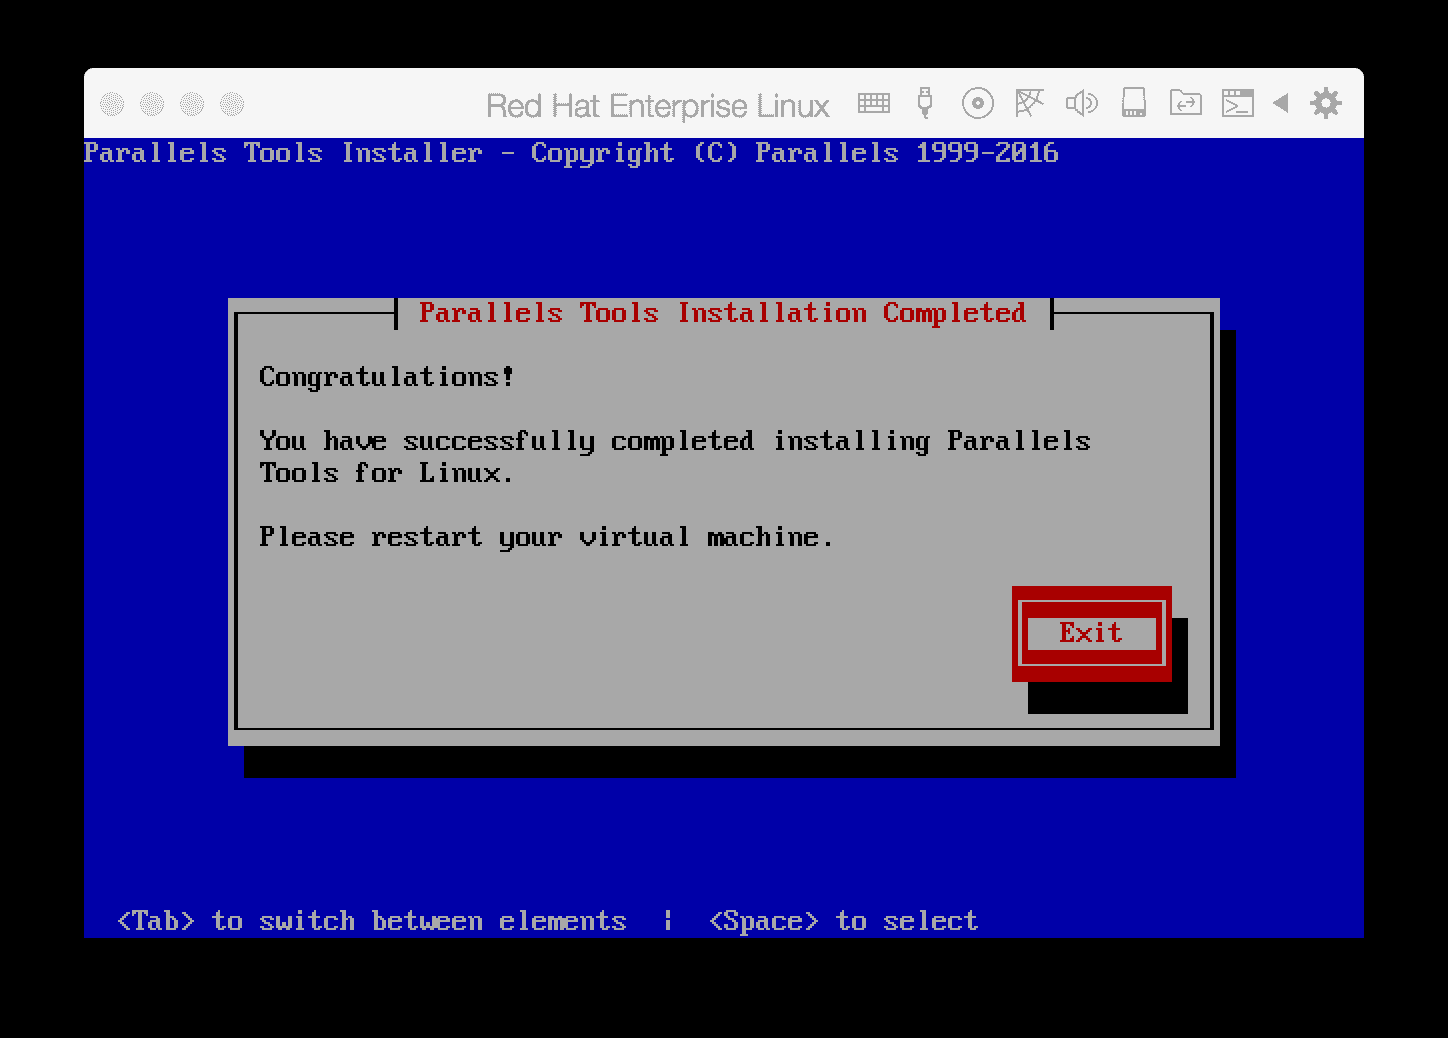 Red Hat Enterprise Linux
Parallels Tools Installer - Copyright (C) Parallels 1999-2016
Parallels Tools Installation Completed
Congratulations!
You have successfully completed installing Parallels
Tools for Linux.
Please restart your virtual machine.
Exit
<Tab> to switch between elements | <Space> to select